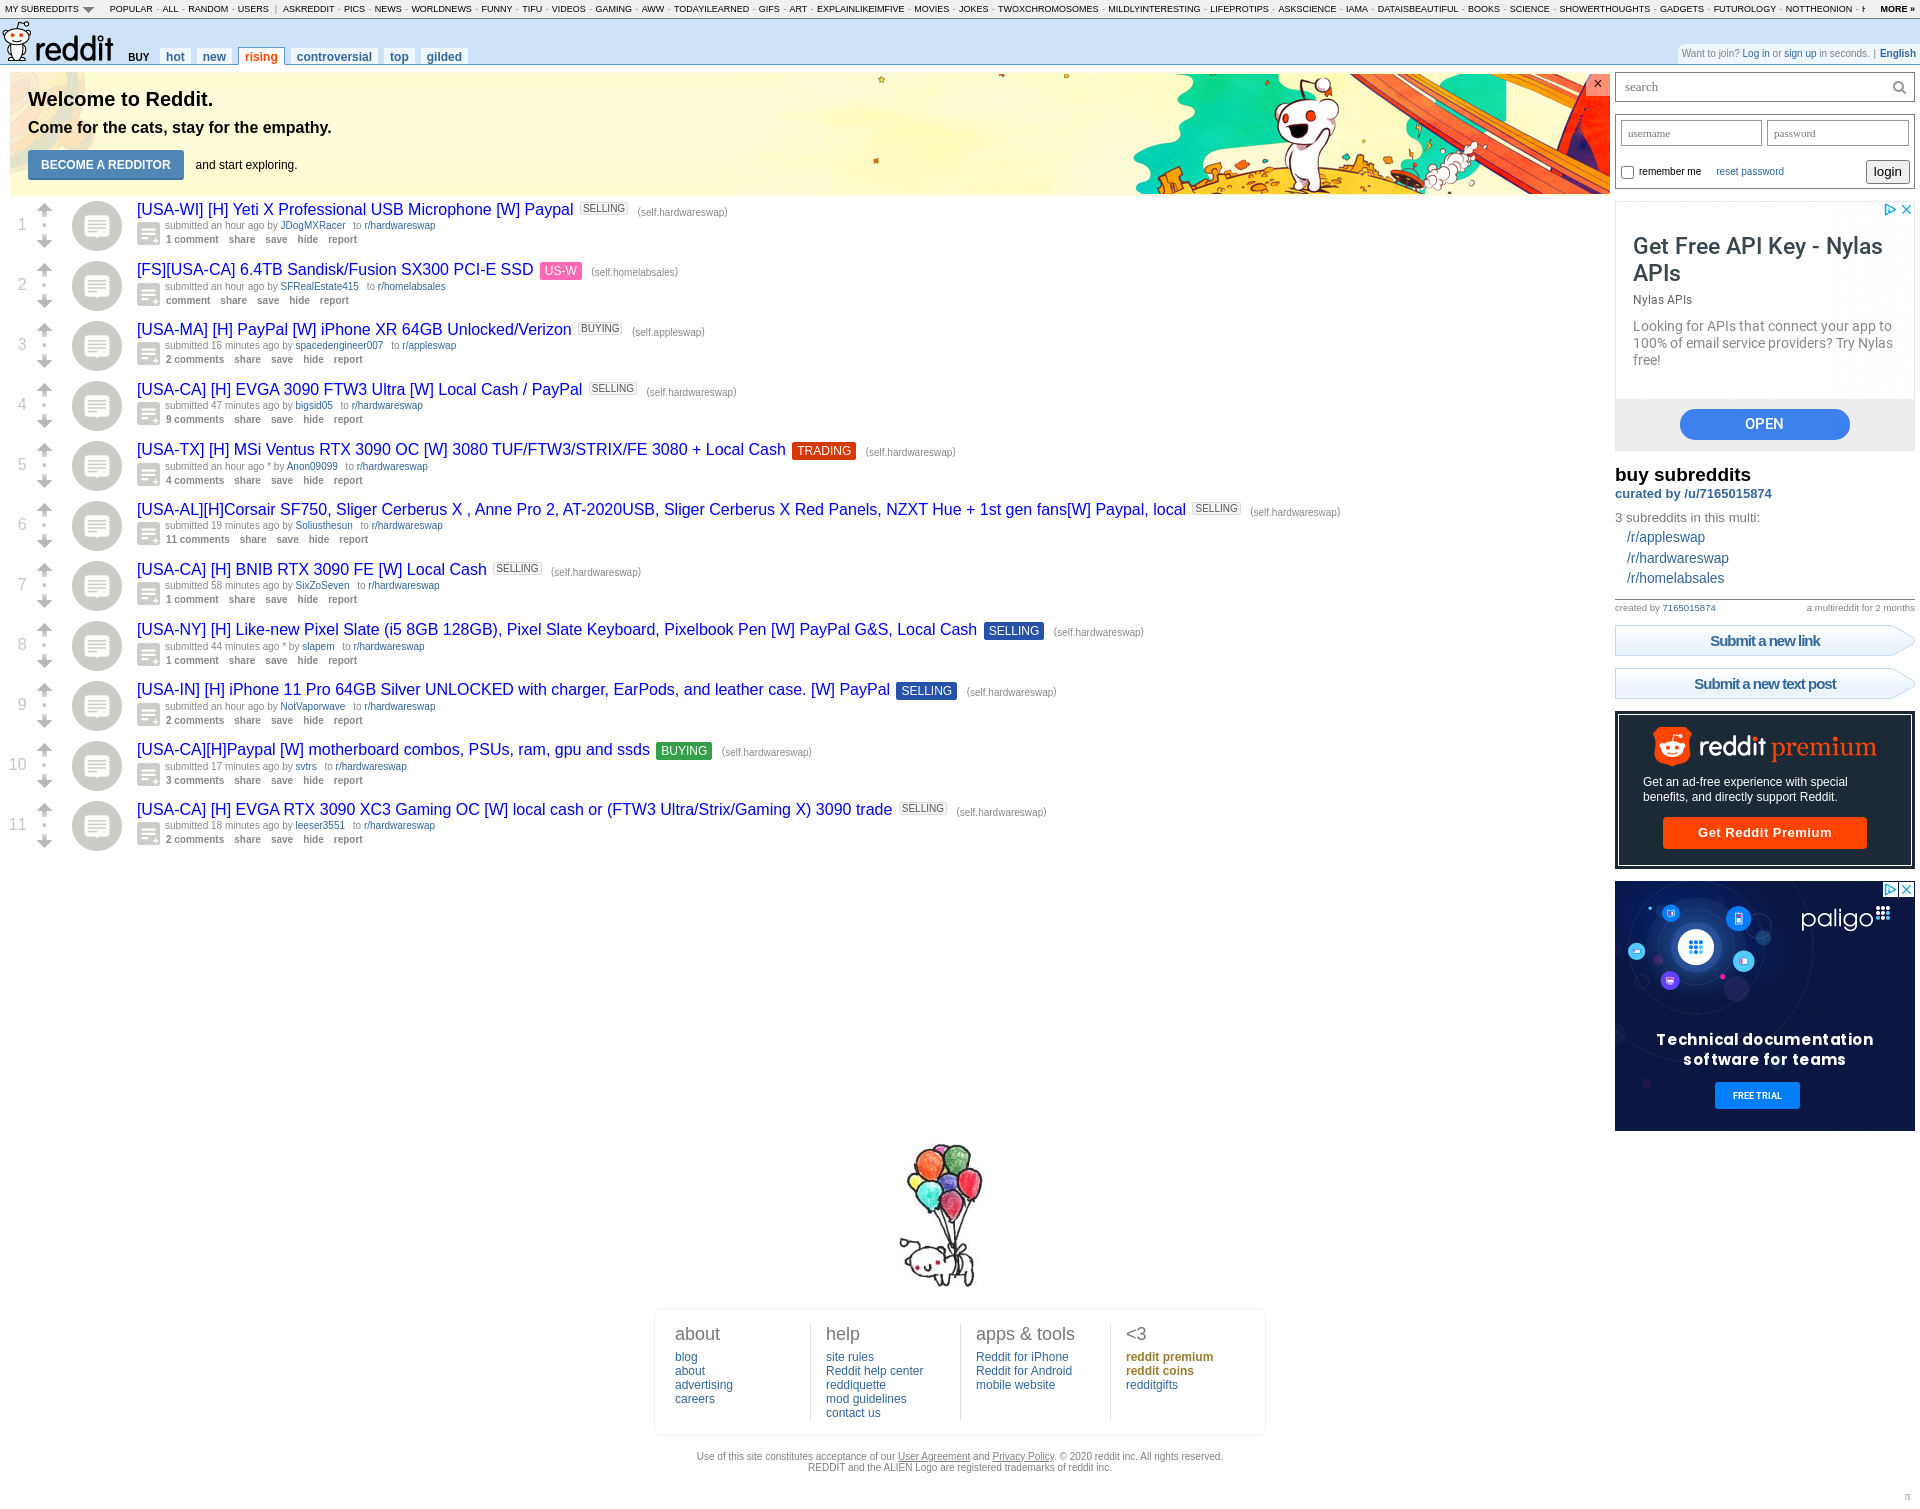 MY SUBREDDITS POPULAR - ALL - RANDOM - USERS | ASKREDDIT - PICS - NEWS - WORLDNEWS - FUNNY - TIFU - VIDEOS - GAMING - AWW - TODAYILEARNED - GIFS - ART - EXPLAINLIKEIMFIVE - MOVIES - JOKES - TWOXCHROMOSOMES - MILDLYINTERESTING - LIFEPROTIPS - ASKSCIENCE - IAMA - DATAISBEAUTIFUL - BOOKS - SCIENCE - SHOWERTHOUGHTS - GADGETS - FUTUROLOGY - NOTTHEONION - MORE »
reddit BUY hot new rising controversial top gilded
Want to join? Log in or sign up in seconds. | English
Welcome to Reddit.
Come for the cats, stay for the empathy.
BECOME A REDDITOR and start exploring.
×
1
[USA-WI] [H] Yeti X Professional USB Microphone [W] Paypal SELLING (self.hardwareswap)
submitted an hour ago by JDogMXRacer to r/hardwareswap
1 comment share save hide report
2
[FS][USA-CA] 6.4TB Sandisk/Fusion SX300 PCI-E SSD US-W (self.homelabsales)
submitted an hour ago by SFRealEstate415 to r/homelabsales
comment share save hide report
3
[USA-MA] [H] PayPal [W] iPhone XR 64GB Unlocked/Verizon BUYING (self.appleswap)
submitted 16 minutes ago by spacedengineer007 to r/appleswap
2 comments share save hide report
4
[USA-CA] [H] EVGA 3090 FTW3 Ultra [W] Local Cash / PayPal SELLING (self.hardwareswap)
submitted 47 minutes ago by bigsid05 to r/hardwareswap
9 comments share save hide report
5
[USA-TX] [H] MSi Ventus RTX 3090 OC [W] 3080 TUF/FTW3/STRIX/FE 3080 + Local Cash TRADING (self.hardwareswap)
submitted an hour ago * by Anon09099 to r/hardwareswap
4 comments share save hide report
6
[USA-AL][H]Corsair SF750, Sliger Cerberus X , Anne Pro 2, AT-2020USB, Sliger Cerberus X Red Panels, NZXT Hue + 1st gen fans[W] Paypal, local SELLING (self.hardwareswap)
submitted 19 minutes ago by Soliusthesun to r/hardwareswap
11 comments share save hide report
7
[USA-CA] [H] BNIB RTX 3090 FE [W] Local Cash SELLING (self.hardwareswap)
submitted 58 minutes ago by SixZoSeven to r/hardwareswap
1 comment share save hide report
8
[USA-NY] [H] Like-new Pixel Slate (i5 8GB 128GB), Pixel Slate Keyboard, Pixelbook Pen [W] PayPal G&S, Local Cash SELLING (self.hardwareswap)
submitted 44 minutes ago * by slapem to r/hardwareswap
1 comment share save hide report
9
[USA-IN] [H] iPhone 11 Pro 64GB Silver UNLOCKED with charger, EarPods, and leather case. [W] PayPal SELLING (self.hardwareswap)
submitted an hour ago by NotVaporwave to r/hardwareswap
2 comments share save hide report
10
[USA-CA][H]Paypal [W] motherboard combos, PSUs, ram, gpu and ssds BUYING (self.hardwareswap)
submitted 17 minutes ago by svtrs to r/hardwareswap
3 comments share save hide report
11
[USA-CA] [H] EVGA RTX 3090 XC3 Gaming OC [W] local cash or (FTW3 Ultra/Strix/Gaming X) 3090 trade SELLING (self.hardwareswap)
submitted 18 minutes ago by leeser3551 to r/hardwareswap
2 comments share save hide report
search
username password
remember me reset password login
Get Free API Key - Nylas
APIs
Nylas APIs
Looking for APIs that connect your app to
100% of email service providers? Try Nylas
free!
OPEN
buy subreddits
curated by /u/7165015874
3 subreddits in this multi:
/r/appleswap
/r/hardwareswap
/r/homelabsales
created by 7165015874 a multireddit for 2 months
Submit a new link
Submit a new text post
reddit premium
Get an ad-free experience with special
benefits, and directly support Reddit.
Get Reddit Premium
paligo
Technical documentation
software for teams
FREE TRIAL
about
blog
about
advertising
careers
help
site rules
Reddit help center
reddiquette
mod guidelines
contact us
apps & tools
Reddit for iPhone
Reddit for Android
mobile website
<3
reddit premium
reddit coins
redditgifts
Use of this site constitutes acceptance of our User Agreement and Privacy Policy. © 2020 reddit inc. All rights reserved.
REDDIT and the ALIEN Logo are registered trademarks of reddit inc.
π